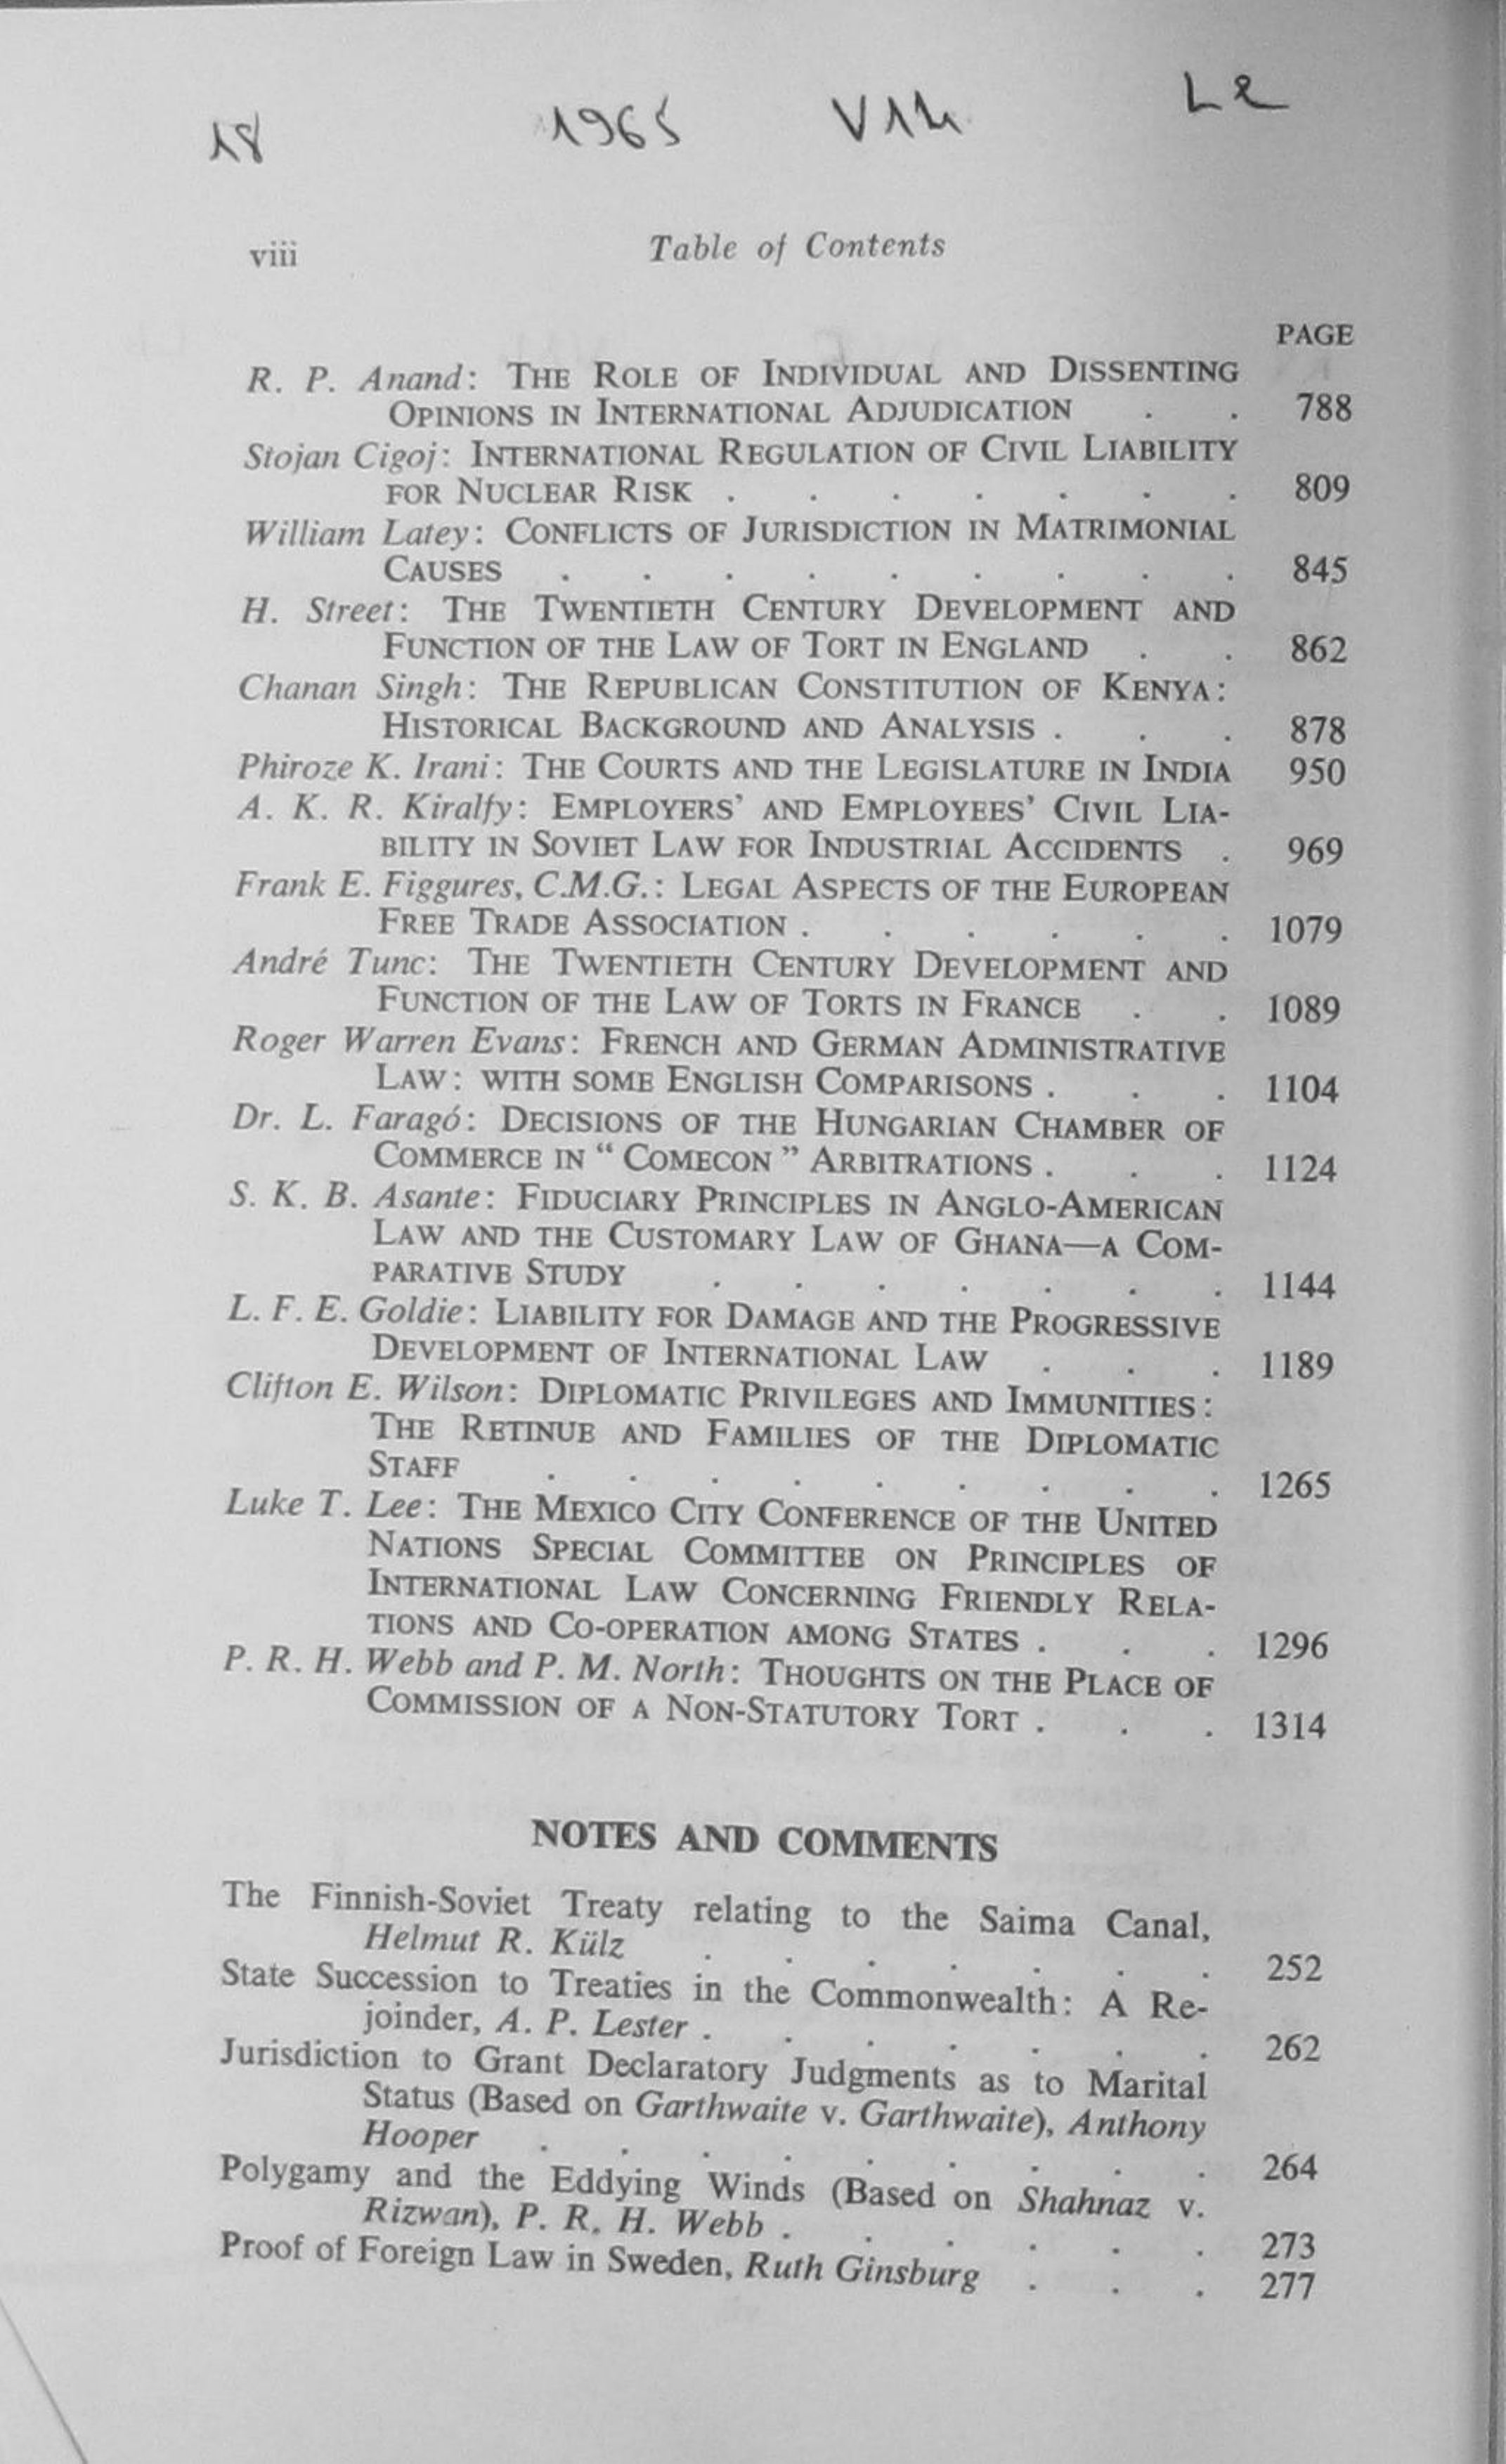 18 1965 V14 L2
viii Table of Contents
PAGE
R. P. Anand: THE ROLE OF INDIVIDUAL AND DISSENTING
OPINIONS IN INTERNATIONAL ADJUDICATION . . 788
Stojan Cigoj: INTERNATIONAL REGULATION OF CIVIL LIABILITY
FOR NUCLEAR RISK . . . . . . . 809
William Latey: CONFLICTS OF JURISDICTION IN MATRIMONIAL
CAUSES . . . . . . . . . 845
H. Street: THE TWENTIETH CENTURY DEVELOPMENT AND
FUNCTION OF THE LAW OF TORT IN ENGLAND . . 862
Chanan Singh: THE REPUBLICAN CONSTITUTION OF KENYA:
HISTORICAL BACKGROUND AND ANALYSIS . . . 878
Phiroze K. Irani: THE COURTS AND THE LEGISLATURE IN INDIA 950
A. K. R. Kiralfy: EMPLOYERS' AND EMPLOYEES' CIVIL LIA-
BILITY IN SOVIET LAW FOR INDUSTRIAL ACCIDENTS . 969
Frank E. Figgures, C.M.G.: LEGAL ASPECTS OF THE EUROPEAN
FREE TRADE ASSOCIATION . . . . . . 1079
André Tunc: THE TWENTIETH CENTURY DEVELOPMENT AND
FUNCTION OF THE LAW OF TORTS IN FRANCE . . 1089
Roger Warren Evans: FRENCH AND GERMAN ADMINISTRATIVE
LAW: WITH SOME ENGLISH COMPARISONS . . . 1104
Dr. L. Faragó: DECISIONS OF THE HUNGARIAN CHAMBER OF
COMMERCE IN " COMECON " ARBITRATIONS . . . 1124
S. K. B. Asante: FIDUCIARY PRINCIPLES IN ANGLO-AMERICAN
LAW AND THE CUSTOMARY LAW OF GHANA—A COM-
PARATIVE STUDY . . . . . . . 1144
L. F. E. Goldie: LIABILITY FOR DAMAGE AND THE PROGRESSIVE
DEVELOPMENT OF INTERNATIONAL LAW . . . 1189
Clifton E. Wilson: DIPLOMATIC PRIVILEGES AND IMMUNITIES:
THE RETINUE AND FAMILIES OF THE DIPLOMATIC
STAFF . . . . . . . . . 1265
Luke T. Lee: THE MEXICO CITY CONFERENCE OF THE UNITED
NATIONS SPECIAL COMMITTEE ON PRINCIPLES OF
INTERNATIONAL LAW CONCERNING FRIENDLY RELA-
TIONS AND CO-OPERATION AMONG STATES . . . 1296
P. R. H. Webb and P. M. North: THOUGHTS ON THE PLACE OF
COMMISSION OF A NON-STATUTORY TORT . . . 1314
NOTES AND COMMENTS
The Finnish-Soviet Treaty relating to the Saima Canal,
Helmut R. Külz . . . . . . . 252
State Succession to Treaties in the Commonwealth: A Re-
joinder, A. P. Lester . . . . . . . 262
Jurisdiction to Grant Declaratory Judgments as to Marital
Status (Based on Garthwaite v. Garthwaite), Anthony
Hooper . . . . . . . . . 264
Polygamy and the Eddying Winds (Based on Shahnaz v.
Rizwan), P. R. H. Webb . . . . . . 273
Proof of Foreign Law in Sweden, Ruth Ginsburg . . . 277